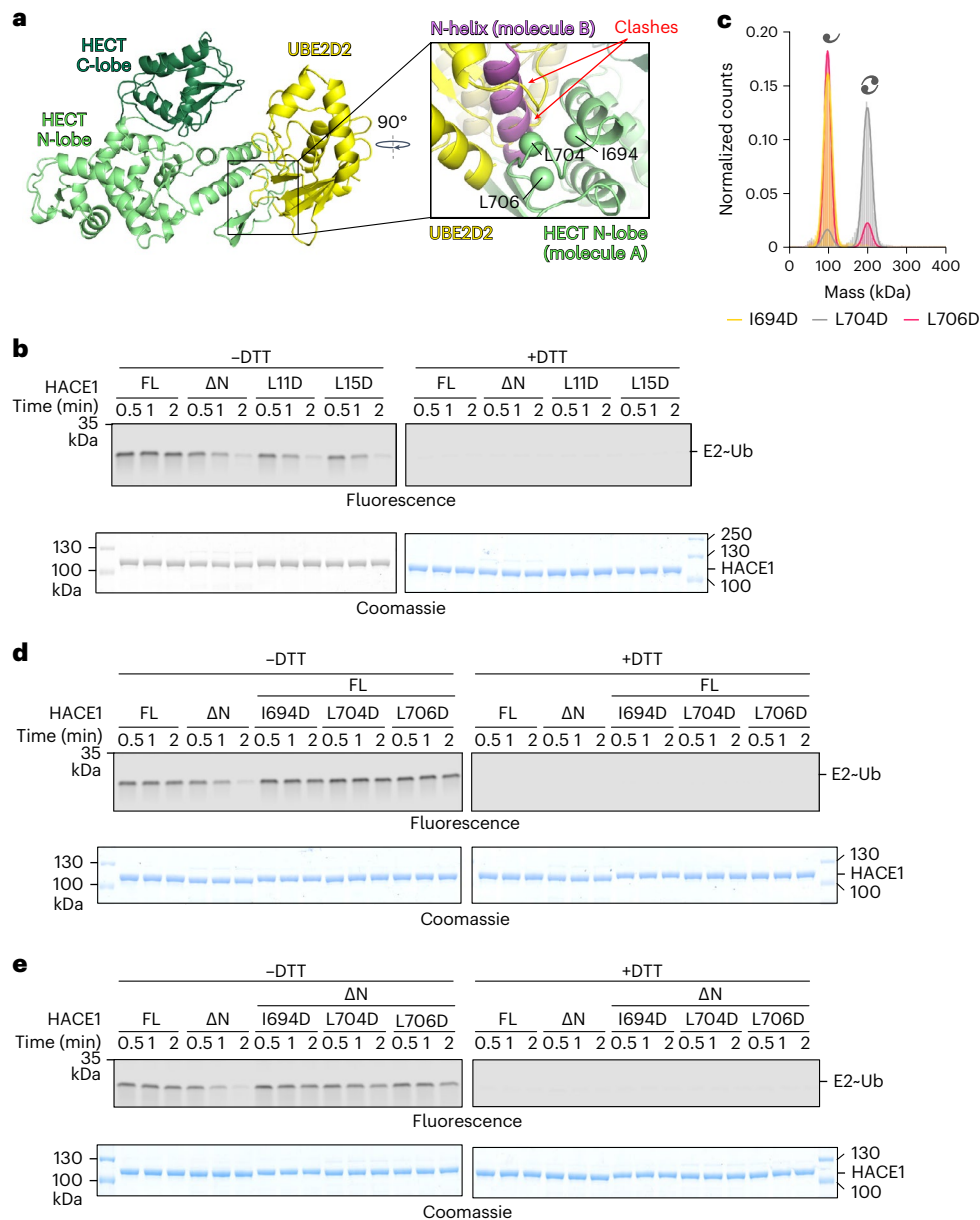 a
HECT
C-lobe
HECT
N-lobe
UBE2D2
90°
N-helix (molecule B)
Clashes
L704
I694
L706
UBE2D2
HECT N-lobe
(molecule A)
c
Normalized counts
0.20
0.15
0.10
0.05
0
0 100 200 300 400
Mass (kDa)
I694D L704D L706D
b
–DTT +DTT
HACE1 FL ΔN L11D L15D FL ΔN L11D L15D
Time (min) 0.5 1 2 0.5 1 2 0.5 1 2 0.5 1 2 0.5 1 2 0.5 1 2 0.5 1 2 0.5 1 2
35
kDa
E2~Ub
Fluorescence
130
100
kDa
250
130
HACE1
100
Coomassie
d
–DTT +DTT
FL FL
HACE1 FL ΔN I694D L704D L706D FL ΔN I694D L704D L706D
Time (min) 0.5 1 2 0.5 1 2 0.5 1 2 0.5 1 2 0.5 1 2 0.5 1 2 0.5 1 2 0.5 1 2 0.5 1 2 0.5 1 2
35
kDa
E2~Ub
Fluorescence
130
100
kDa
130
HACE1
100
Coomassie
e
–DTT +DTT
ΔN ΔN
HACE1 FL ΔN I694D L704D L706D FL ΔN I694D L704D L706D
Time (min) 0.5 1 2 0.5 1 2 0.5 1 2 0.5 1 2 0.5 1 2 0.5 1 2 0.5 1 2 0.5 1 2 0.5 1 2 0.5 1 2
35
kDa
E2~Ub
Fluorescence
130
100
kDa
130
HACE1
100
Coomassie